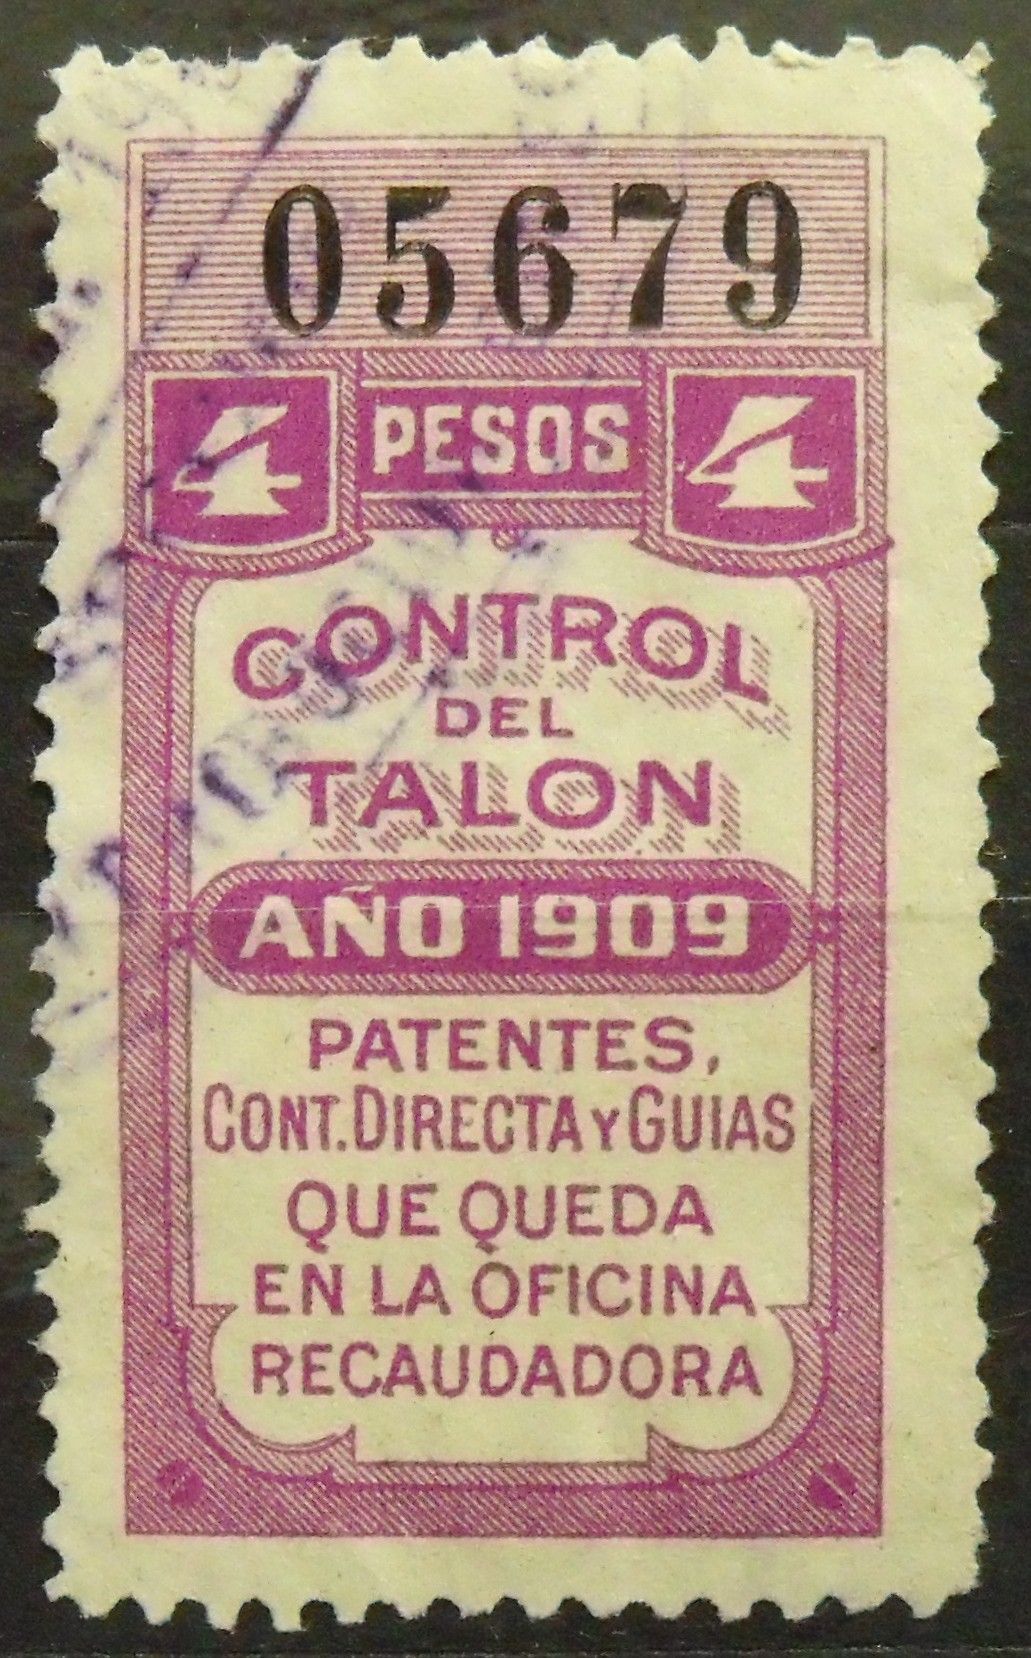 05679
4 PESOS 4
CONTROL
DEL
TALON
AÑO 1909
PATENTES,
CONT. DIRECTA Y GUIAS
QUE QUEDA
EN LA OFICINA
RECAUDADORA